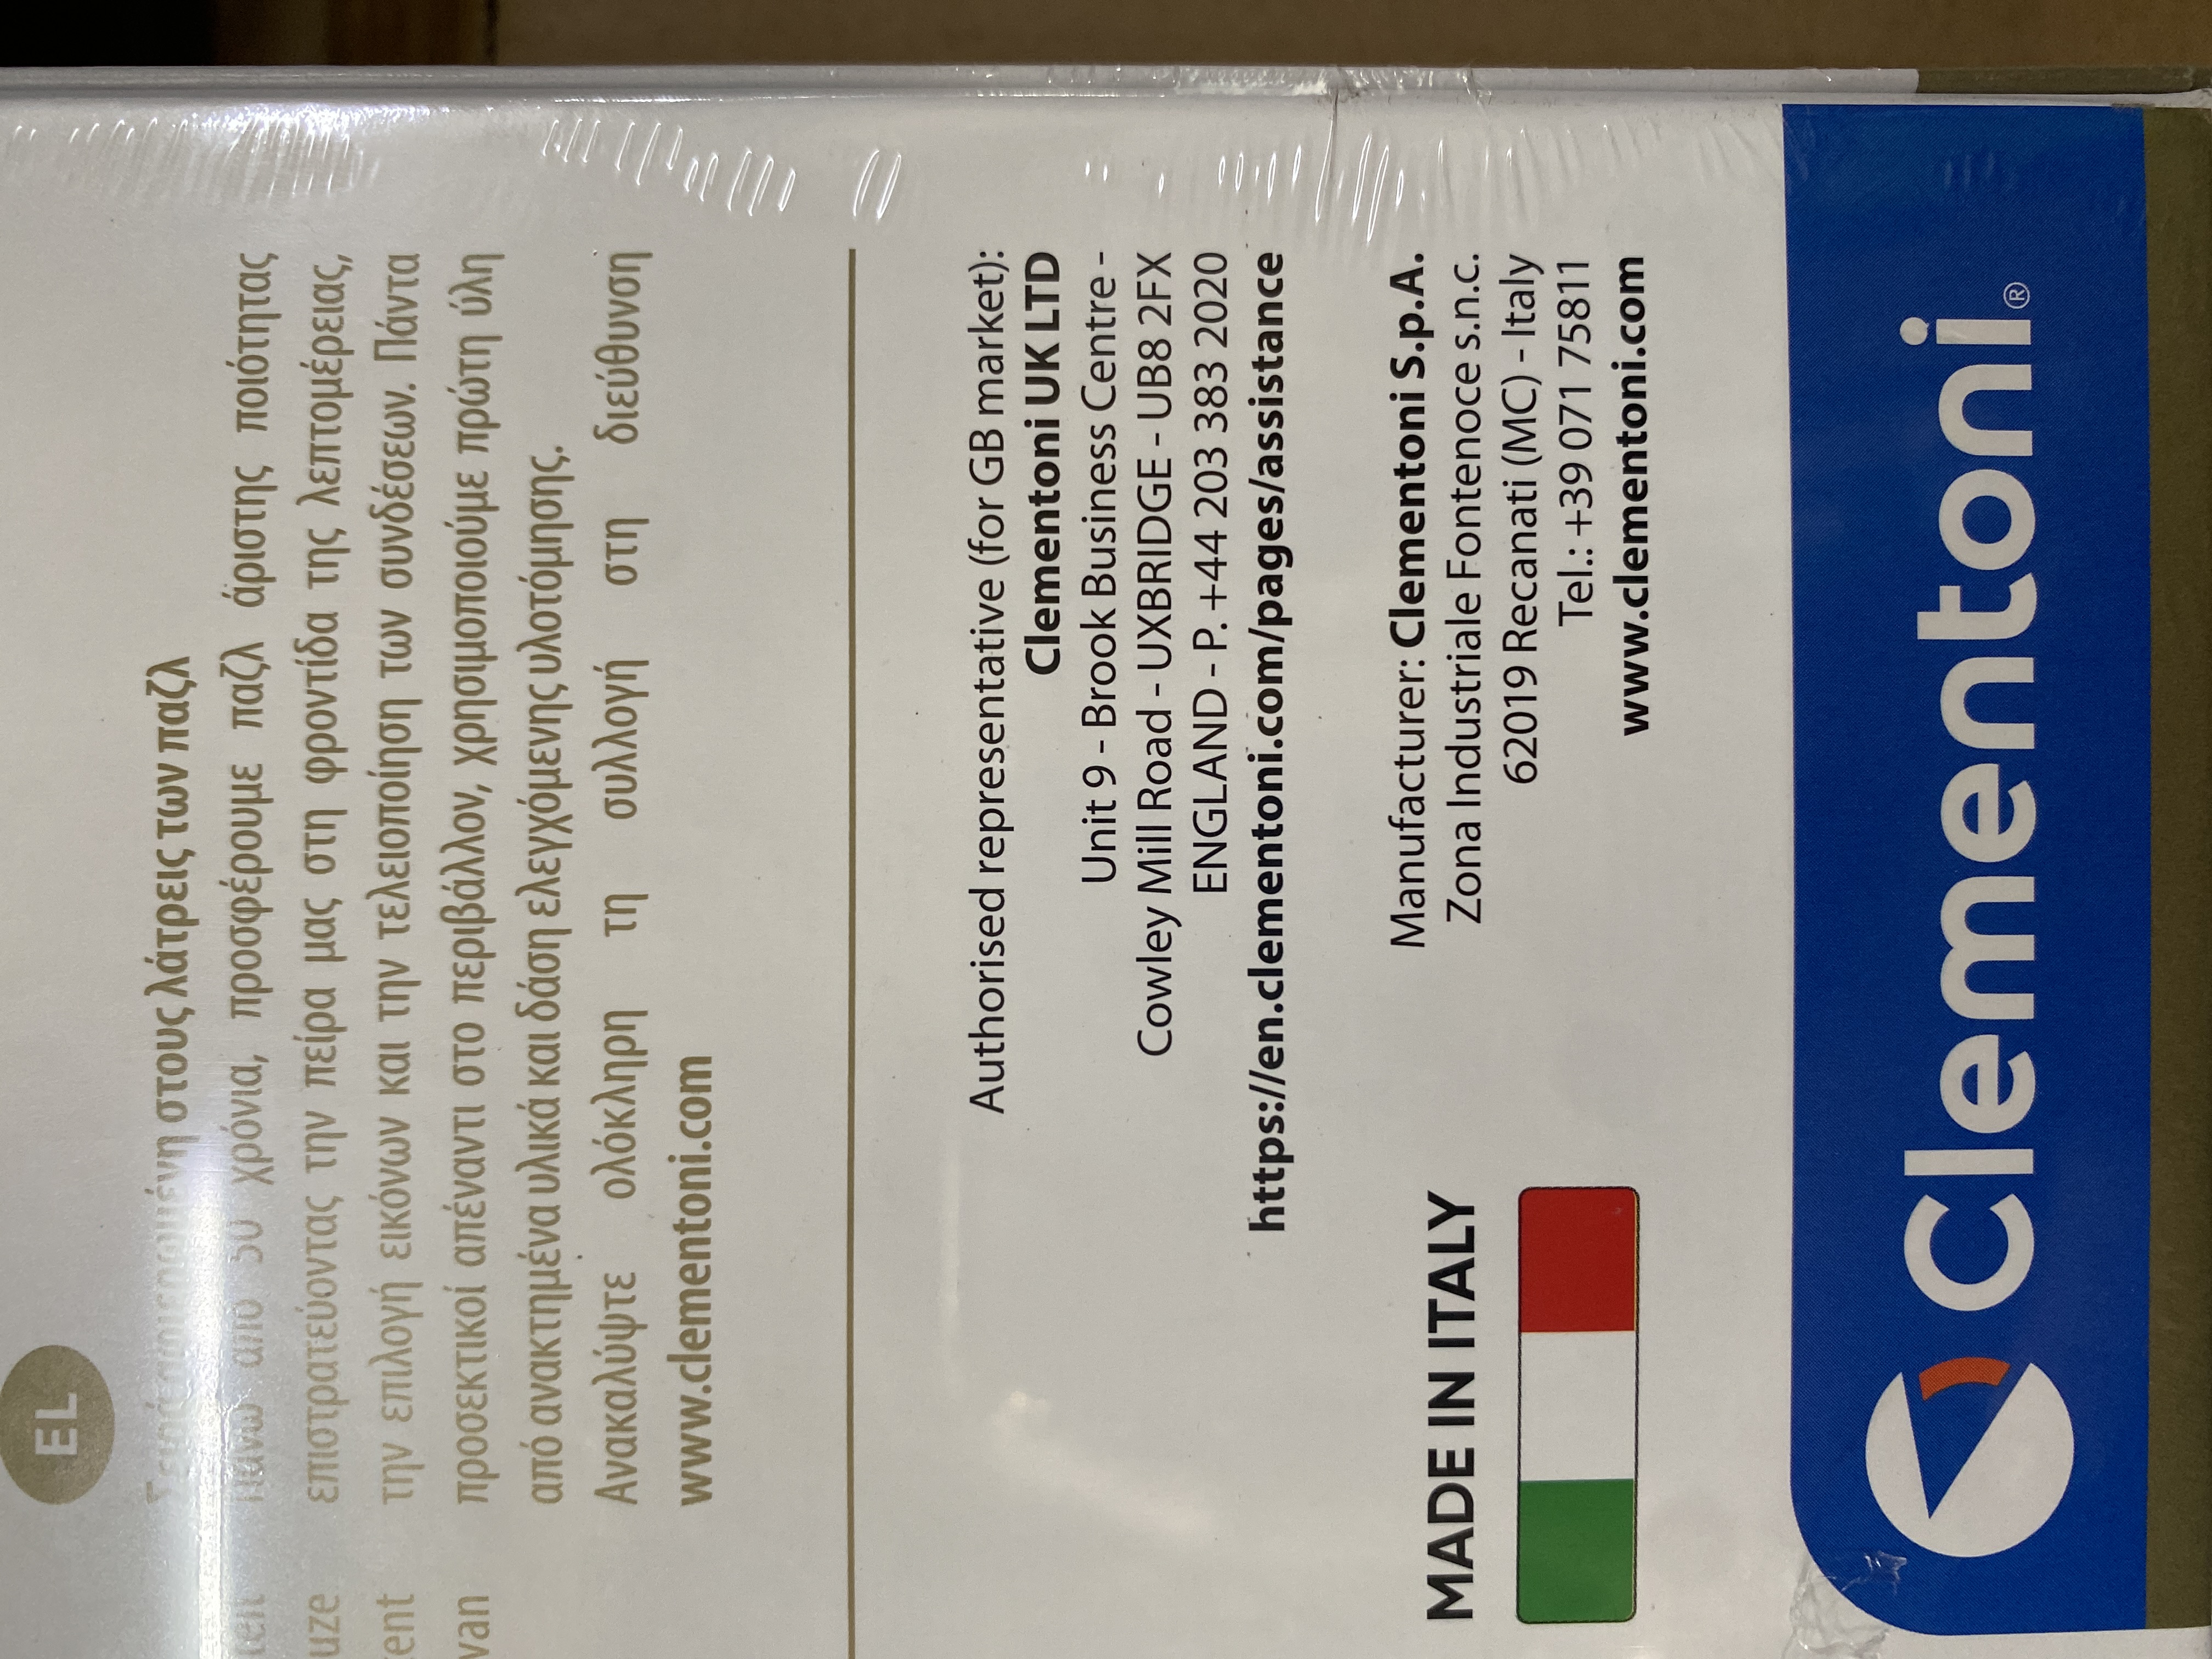 EL
στους λάτρεις των παζλ
χρόνια, προσφέρουμε παζλ άριστης ποιότητας
επιστρατεύοντας την πείρα μας στη φροντίδα της λεπτομέρειας,
την επιλογή εικόνων και την τελειοποίηση των συνδέσεων. Πάντα
προσεκτικοί απέναντι στο περιβάλλον, χρησιμοποιούμε πρώτη ύλη
από ανακτημένα υλικά και δάση ελεγχόμενης υλοτόμησης.
Ανακαλύψτε ολόκληρη τη συλλογή στη διεύθυνση
www.clementoni.com
uze
van
Authorised representative (for GB market):
Clementoni UK LTD
Unit 9 - Brook Business Centre -
Cowley Mill Road - UXBRIDGE - UB8 2FX
ENGLAND - P. +44 203 383 2020
https://en.clementoni.com/pages/assistance
MADE IN ITALY
Manufacturer: Clementoni S.p.A.
Zona Industriale Fontenoce s.n.c.
62019 Recanati (MC) - Italy
Tel.: +39 071 75811
www.clementoni.com
Clementoni®